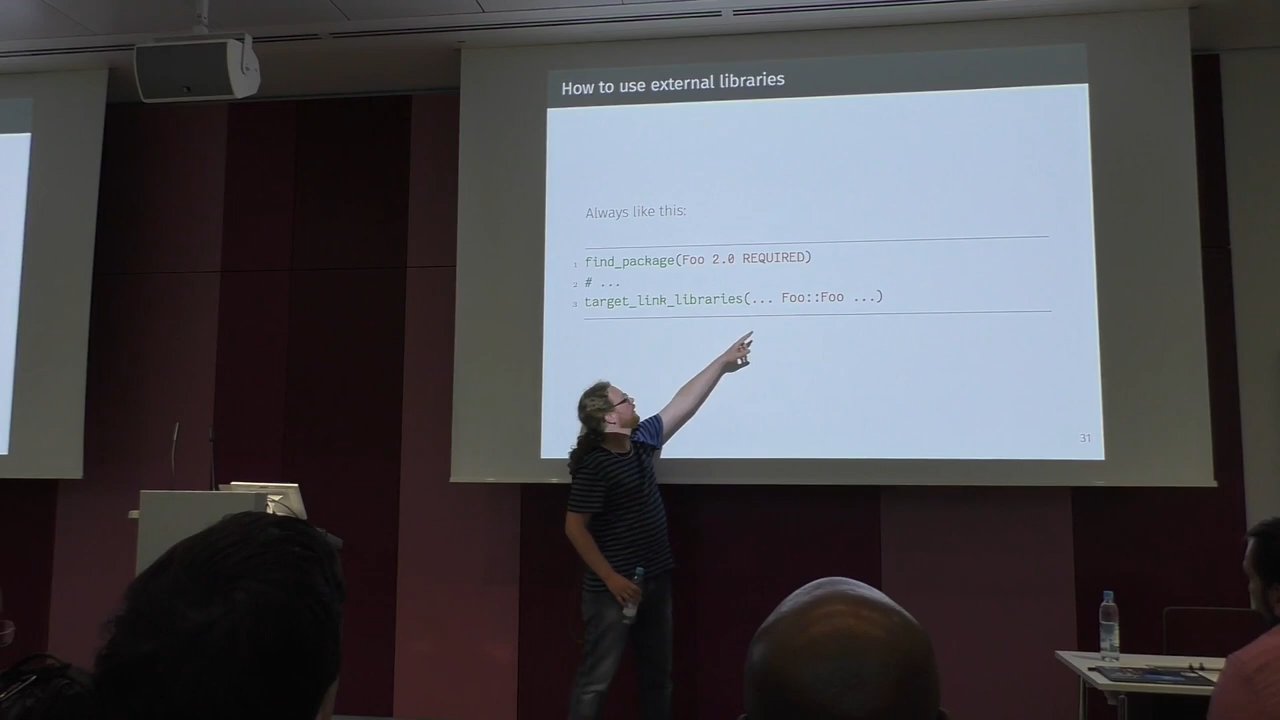 How to use external libraries
Always like this:
1 find_package(Foo 2.0 REQUIRED)
2 # ...
3 target_link_libraries(... Foo::Foo ...)
31